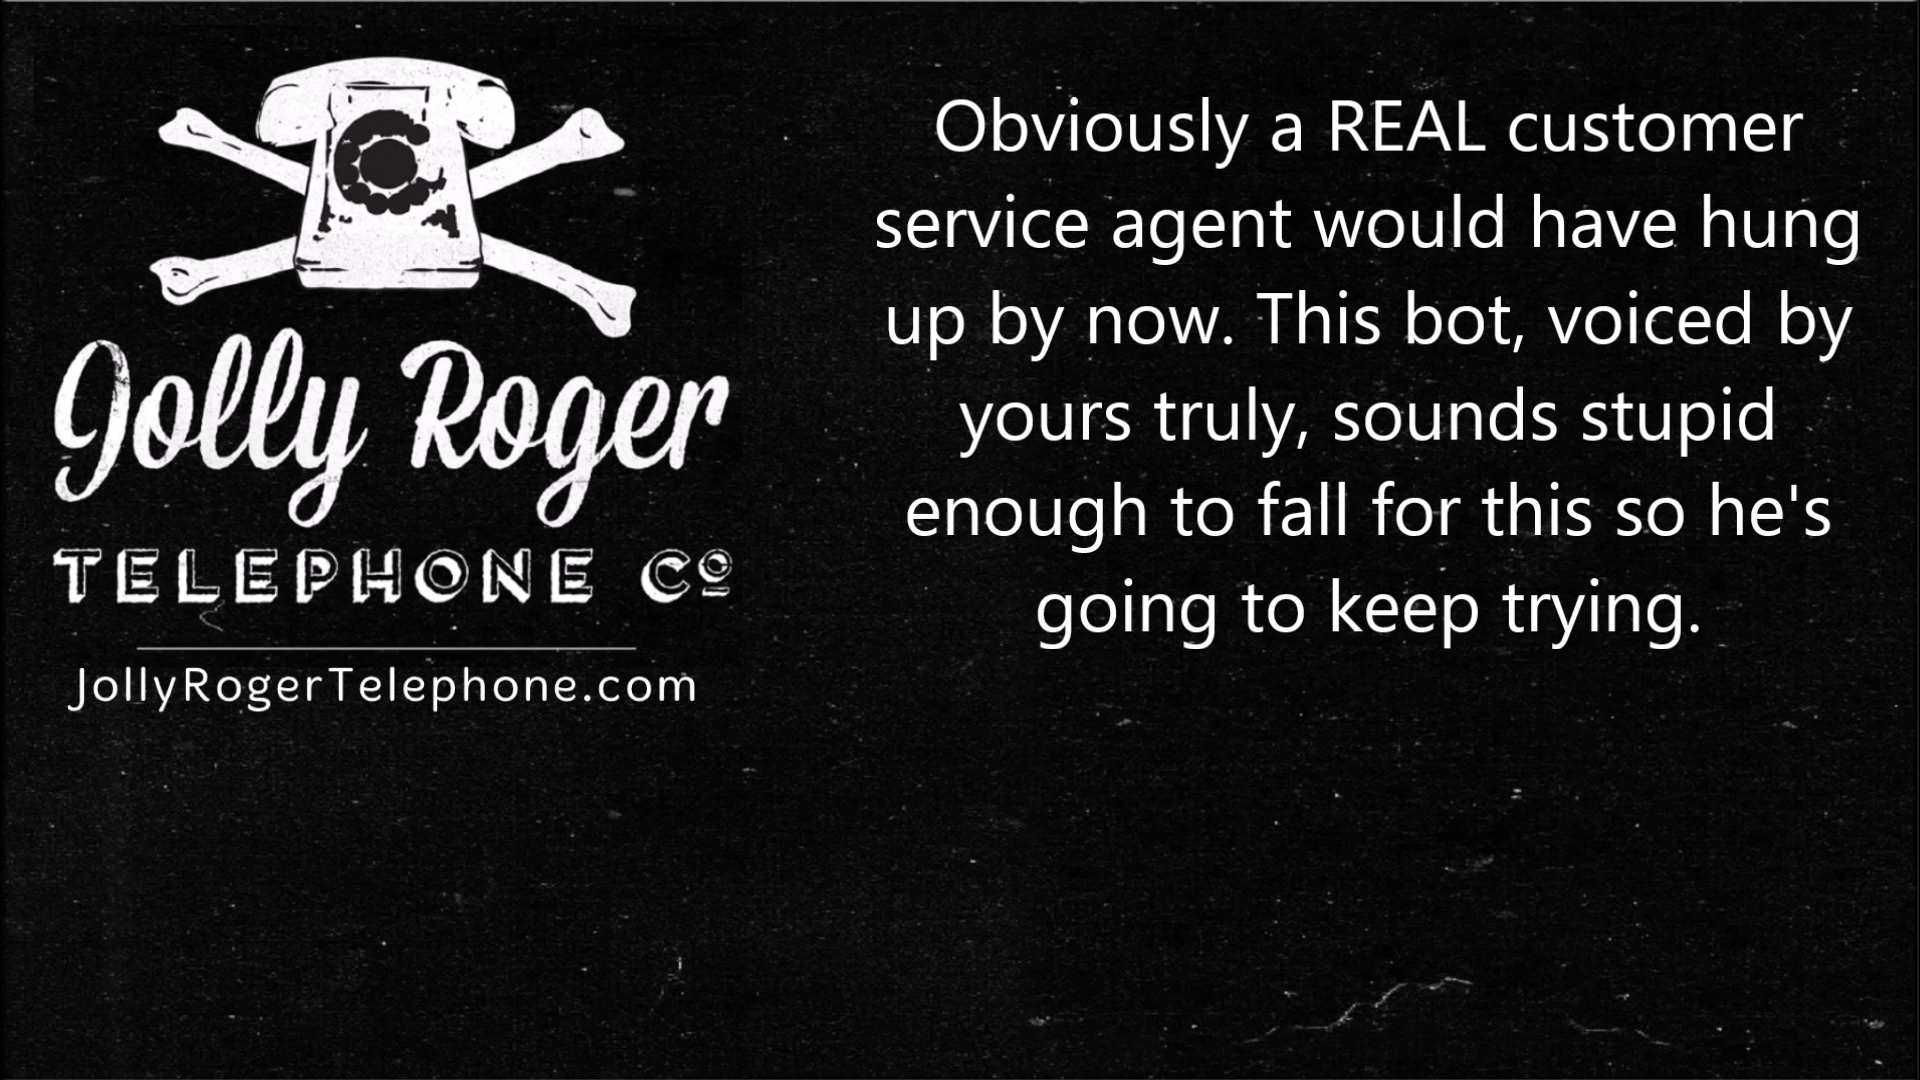 Jolly Roger
TELEPHONE Co
JollyRogerTelephone.com
Obviously a REAL customer
service agent would have hung
up by now. This bot, voiced by
yours truly, sounds stupid
enough to fall for this so he's
going to keep trying.